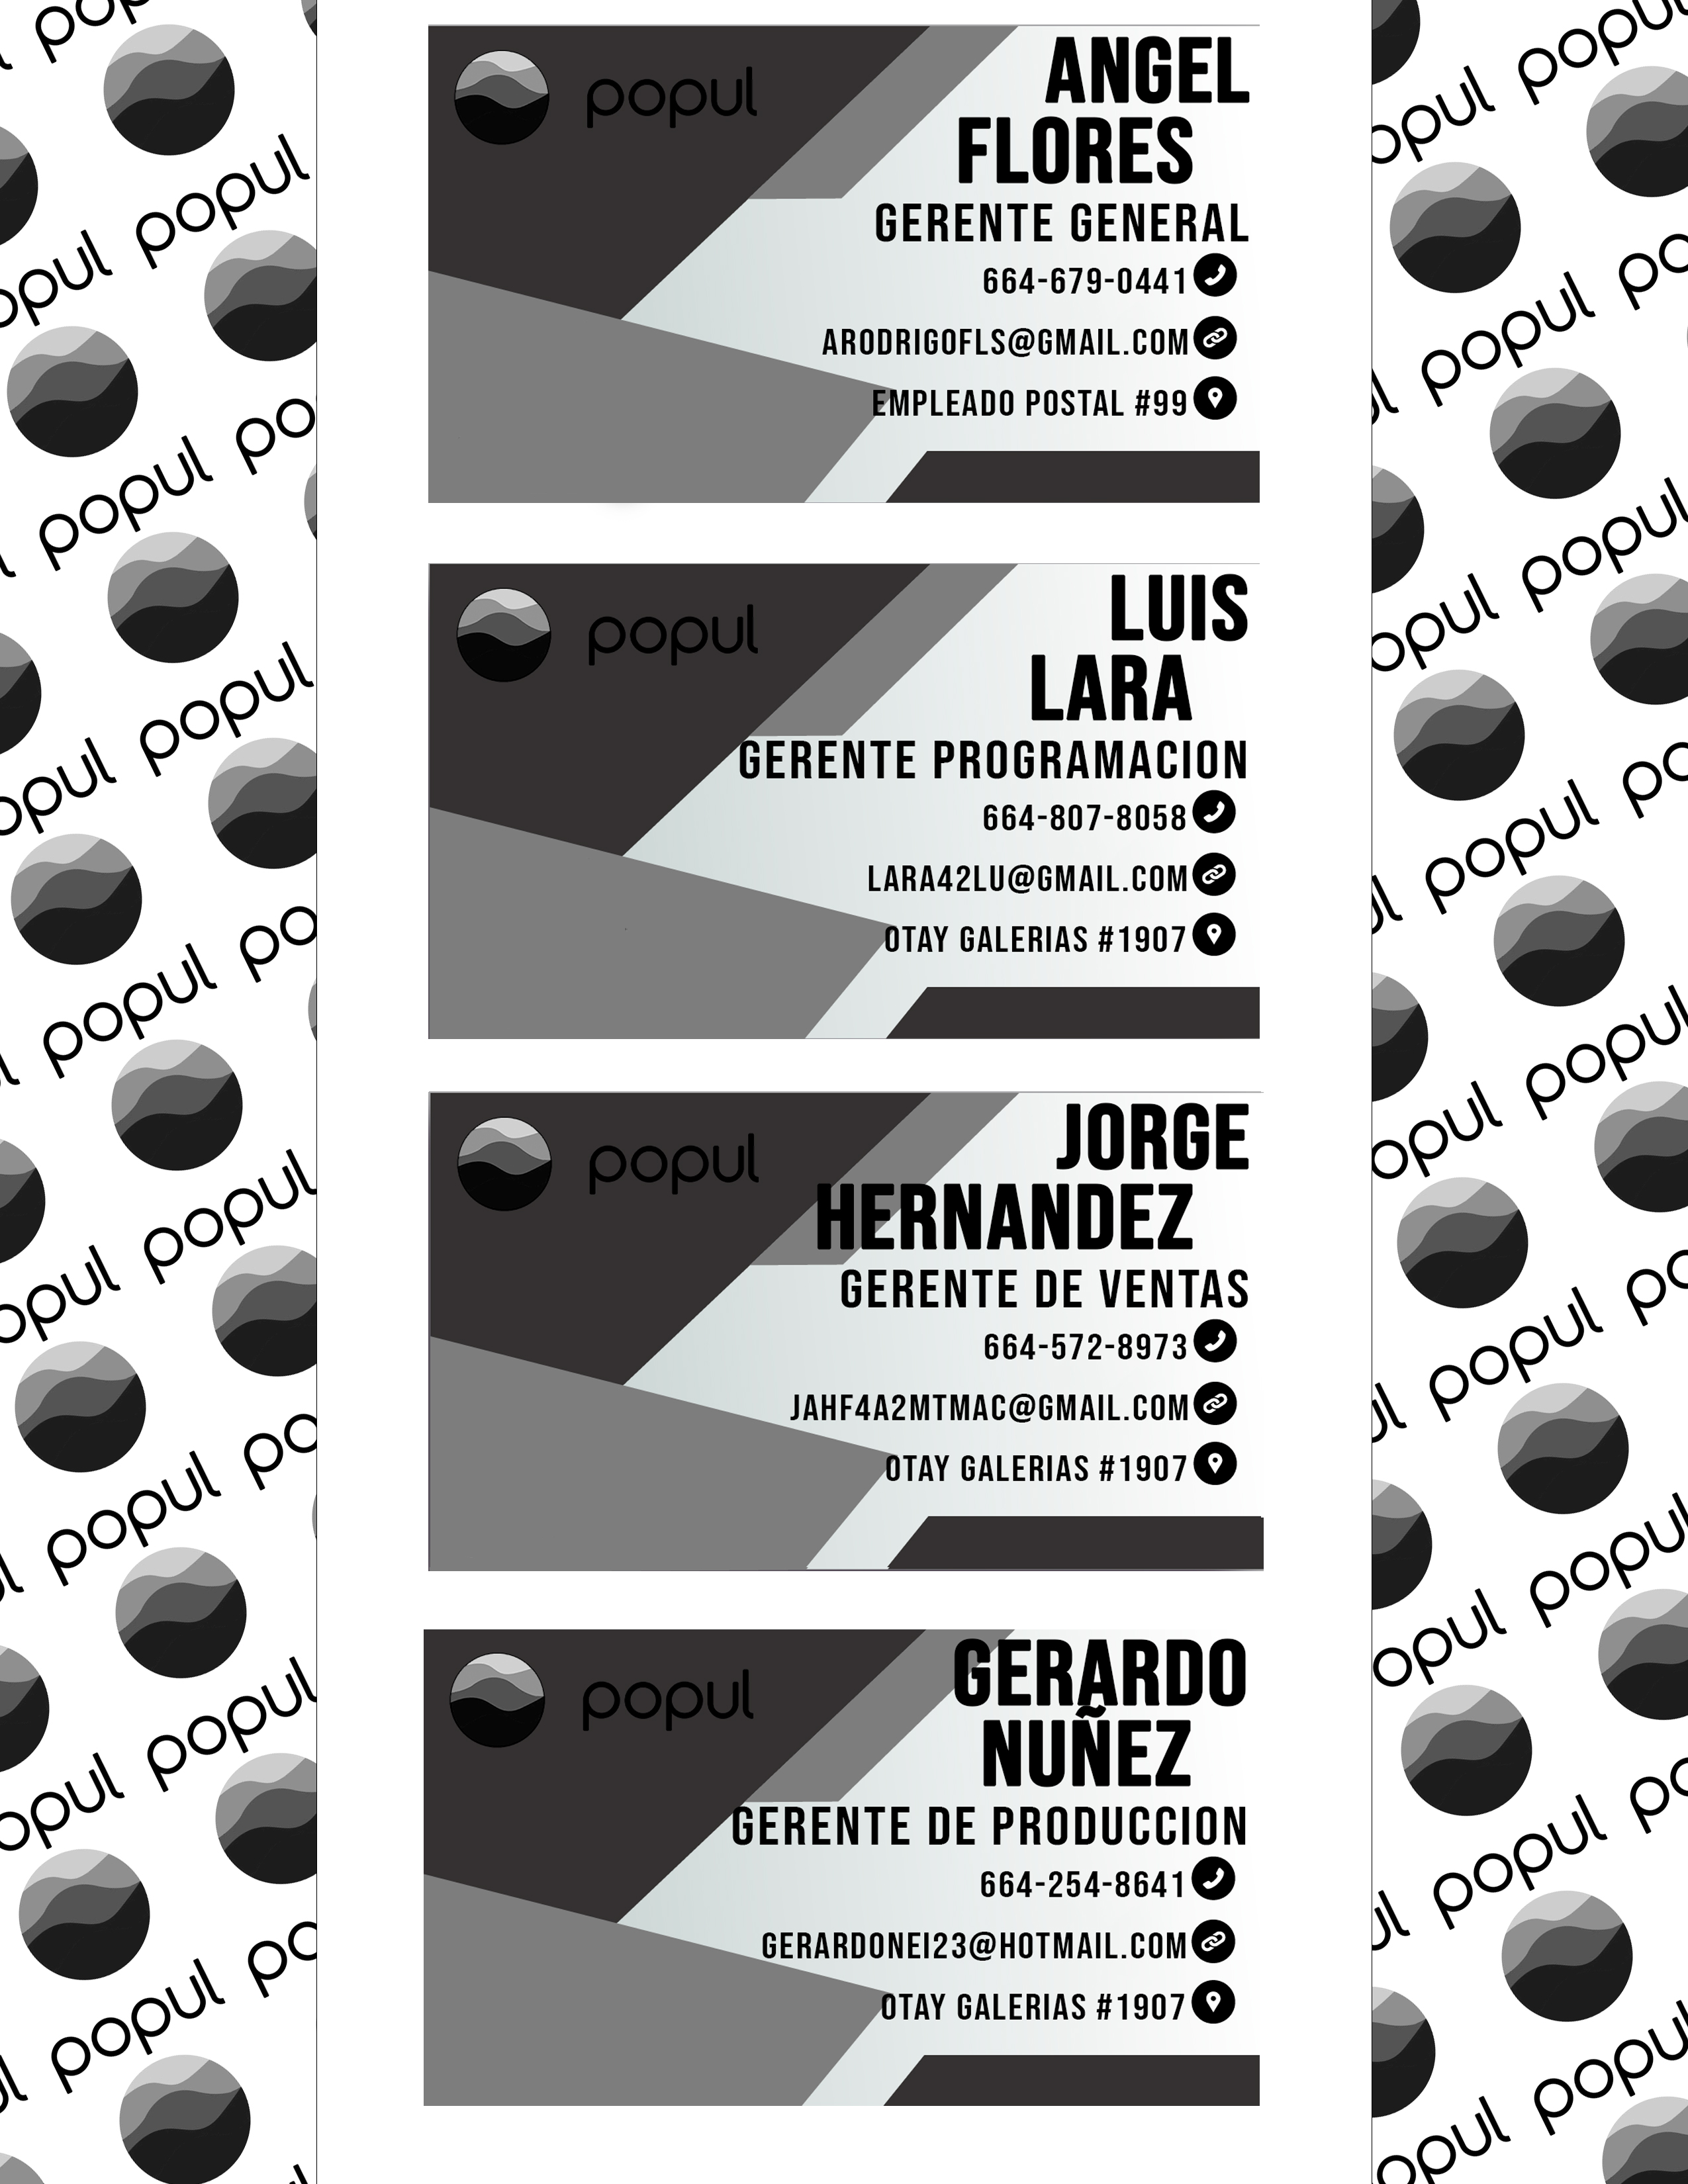 popul
ANGEL
FLORES
GERENTE GENERAL
664-679-0441
ARODRIGOFLS@GMAIL.COM
EMPLEADO POSTAL #99
popul
LUIS
LARA
GERENTE PROGRAMACION
664-807-8058
LARA42LU@GMAIL.COM
OTAY GALERIAS #1907
popul
JORGE
HERNANDEZ
GERENTE DE VENTAS
664-572-8973
JAHF4A2MTMAC@GMAIL.COM
OTAY GALERIAS #1907
popul
GERARDO
NUÑEZ
GERENTE DE PRODUCCION
664-254-8641
GERARDONEI23@HOTMAIL.COM
OTAY GALERIAS #1907